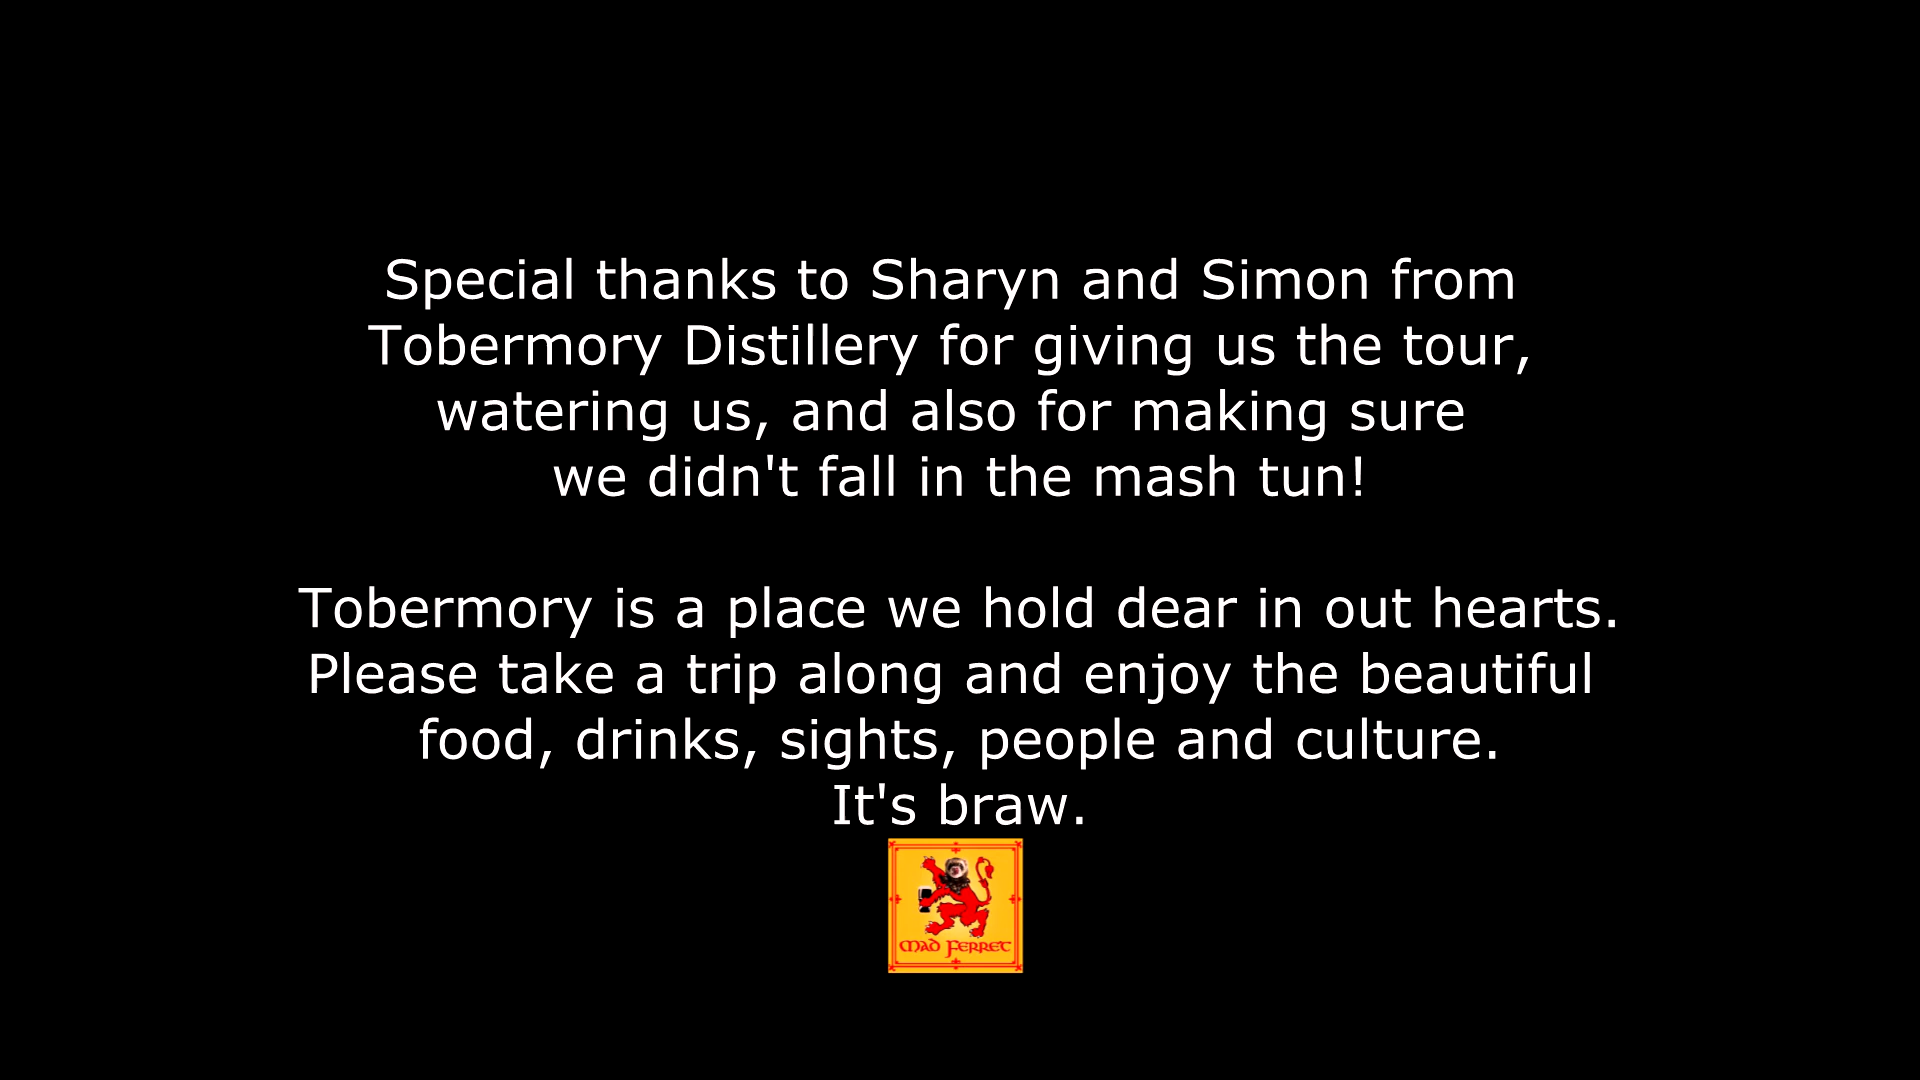 Special thanks to Sharyn and Simon from
Tobermory Distillery for giving us the tour,
watering us, and also for making sure
we didn't fall in the mash tun!
Tobermory is a place we hold dear in out hearts.
Please take a trip along and enjoy the beautiful
food, drinks, sights, people and culture.
It's braw.
Mad Ferret